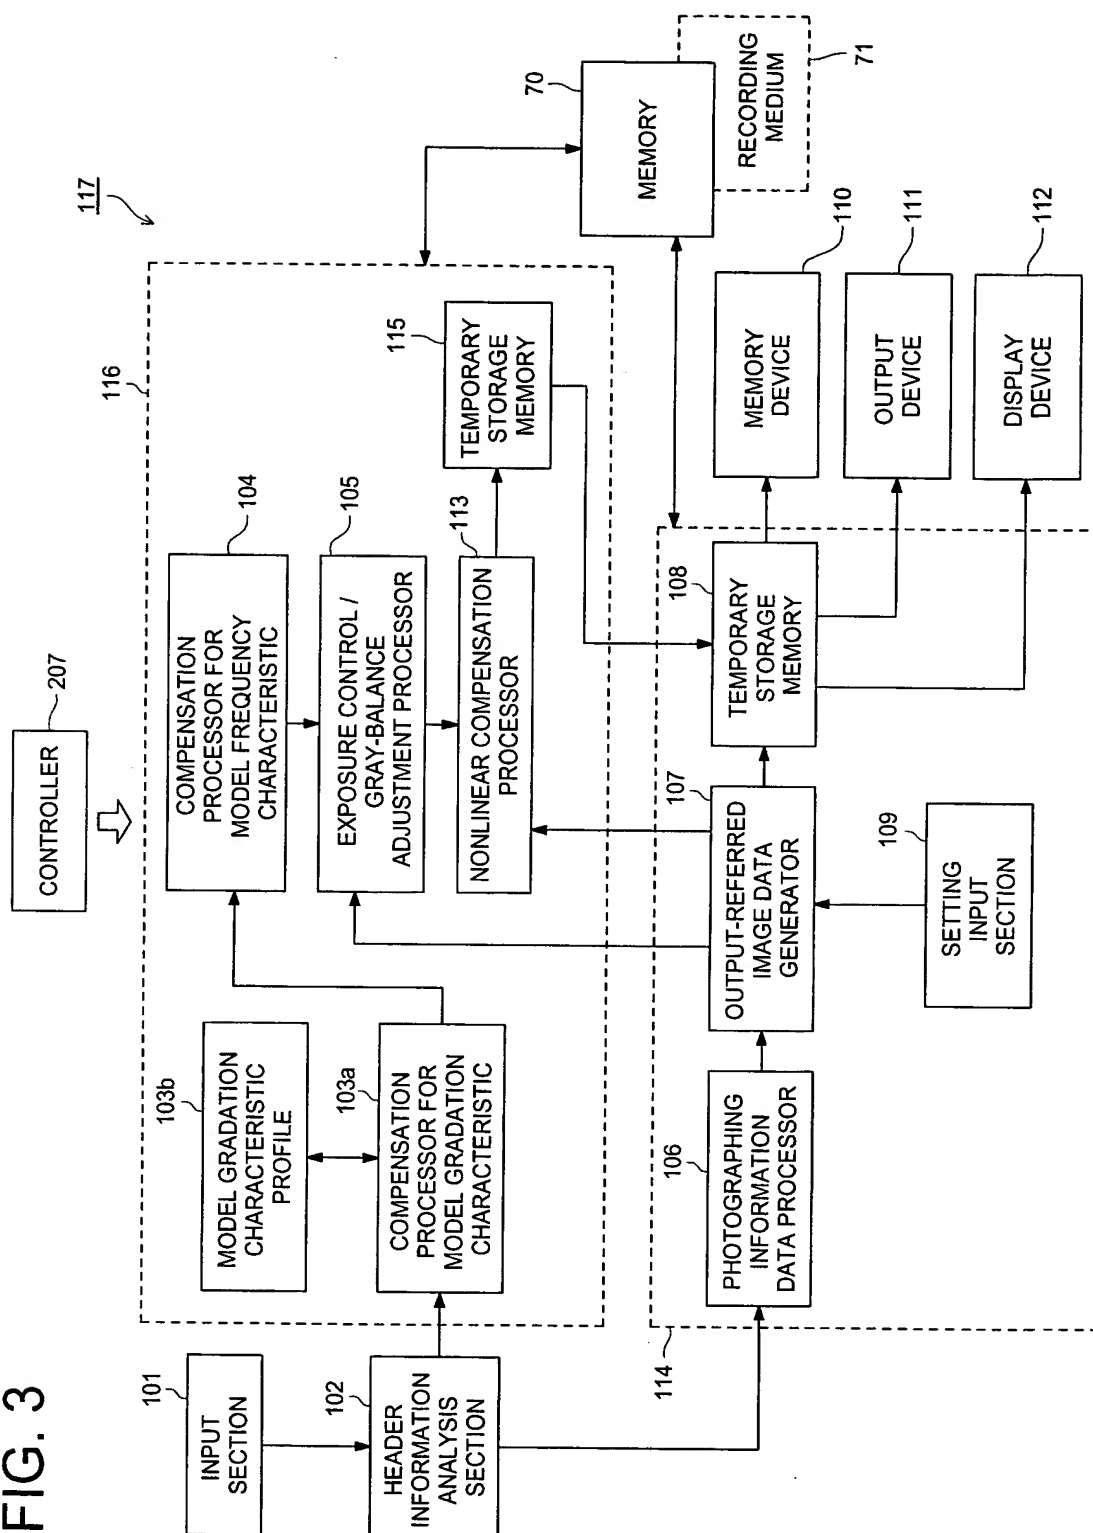 FIG. 3
117
CONTROLLER
207
116
101
INPUT
SECTION
102
HEADER
INFORMATION
ANALYSIS
SECTION
103b
MODEL GRADATION
CHARACTERISTIC
PROFILE
103a
COMPENSATION
PROCESSOR FOR
MODEL GRADATION
CHARACTERISTIC
104
COMPENSATION
PROCESSOR FOR
MODEL FREQUENCY
CHARACTERISTIC
105
EXPOSURE CONTROL /
GRAY-BALANCE
ADJUSTMENT PROCESSOR
113
NONLINEAR COMPENSATION
PROCESSOR
115
TEMPORARY
STORAGE
MEMORY
70
MEMORY
71
RECORDING
MEDIUM
114
106
PHOTOGRAPHING
INFORMATION
DATA PROCESSOR
107
OUTPUT-REFERRED
IMAGE DATA
GENERATOR
108
TEMPORARY
STORAGE
MEMORY
109
SETTING
INPUT
SECTION
110
MEMORY
DEVICE
111
OUTPUT
DEVICE
112
DISPLAY
DEVICE